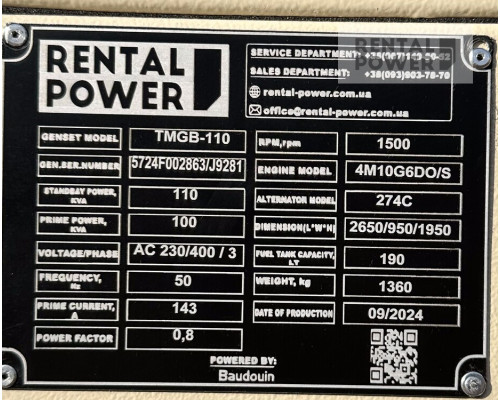 RENTAL
POWER
SERVICE DEPARTMENT:
SALES DEPARTMENT: +38(093)903-78-70
rental-power.com.ua
office@rental-power.com.ua
GENSET MODEL TMGB-110
GEN.SER.NUMBER 5724F002863/J9281
STANDBAY POWER, KVA 110
PRIME POWER, KVA 100
VOLTAGE/PHASE AC 230/400 / 3
FREQUENCY, Hz 50
PRIME CURRENT, A 143
POWER FACTOR 0,8
RPM,rpm 1500
ENGINE MODEL 4M10G6DO/S
ALTERNATOR MODEL 274C
DIMENSION(L*W*H) 2650/950/1950
FUEL TANK CAPACITY, LT 190
WEIGHT, kg 1360
DATE OF PRODUCTION 09/2024
POWERED BY:
Baudouin